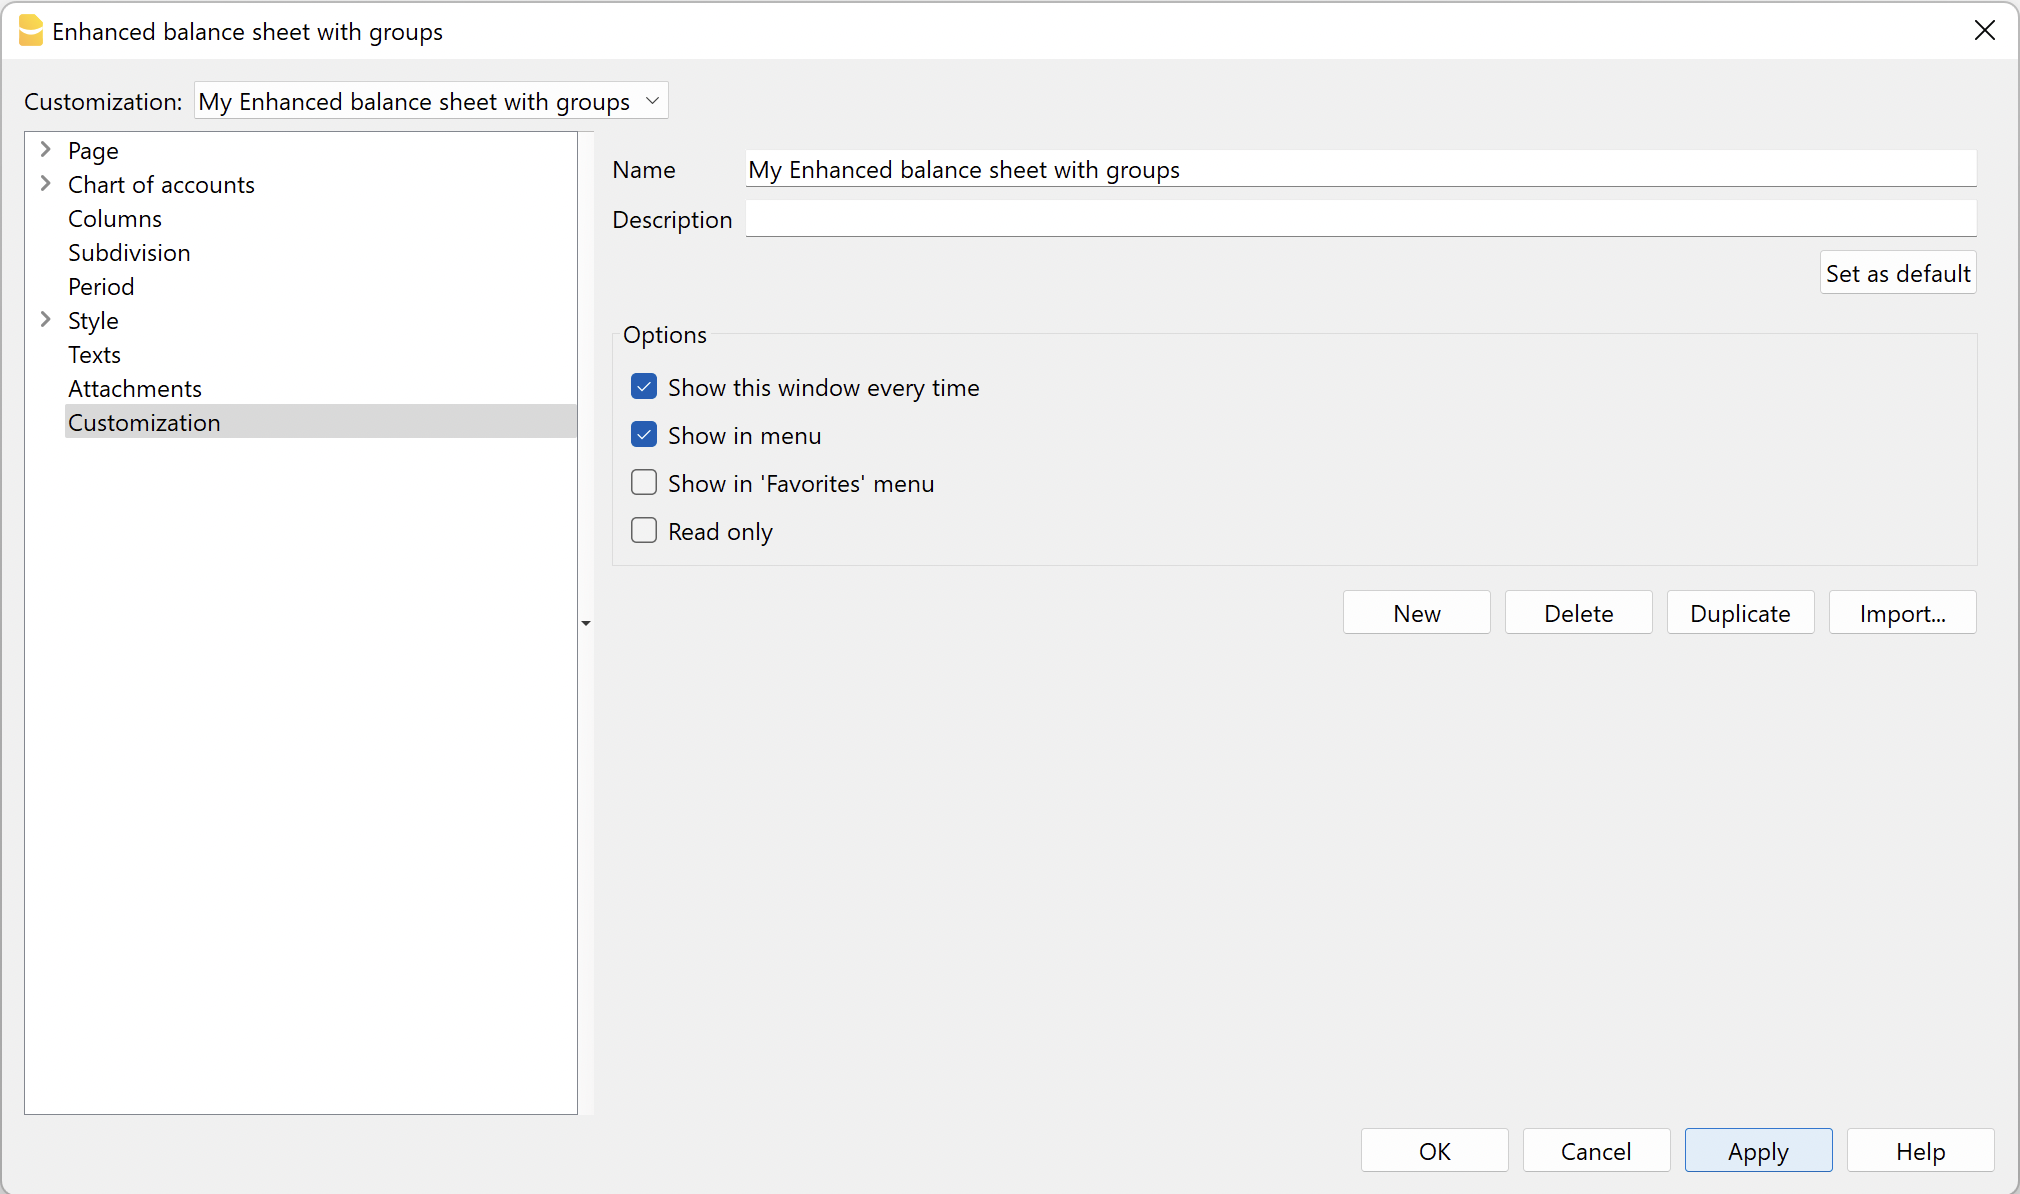 Enhanced balance sheet with groups
Customization: My Enhanced balance sheet with groups
Page
Chart of accounts
Columns
Subdivision
Period
Style
Texts
Attachments
Customization
Name My Enhanced balance sheet with groups
Description
Set as default
Options
Show this window every time
Show in menu
Show in 'Favorites' menu
Read only
New Delete Duplicate Import...
OK Cancel Apply Help